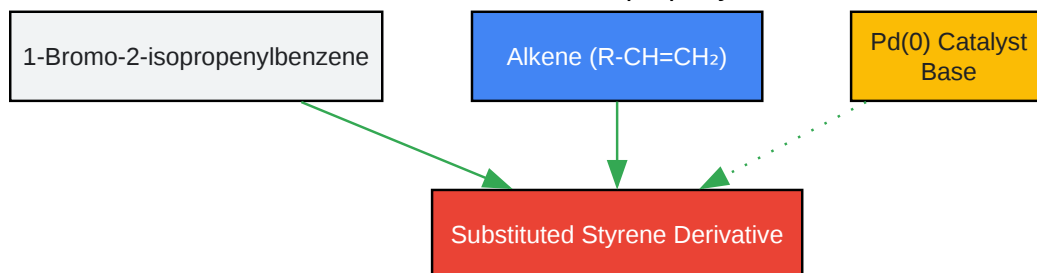 1-Bromo-2-isopropenylbenzene
Alkene (R-CH=CH₂)
Pd(0) Catalyst
Base
Substituted Styrene Derivative